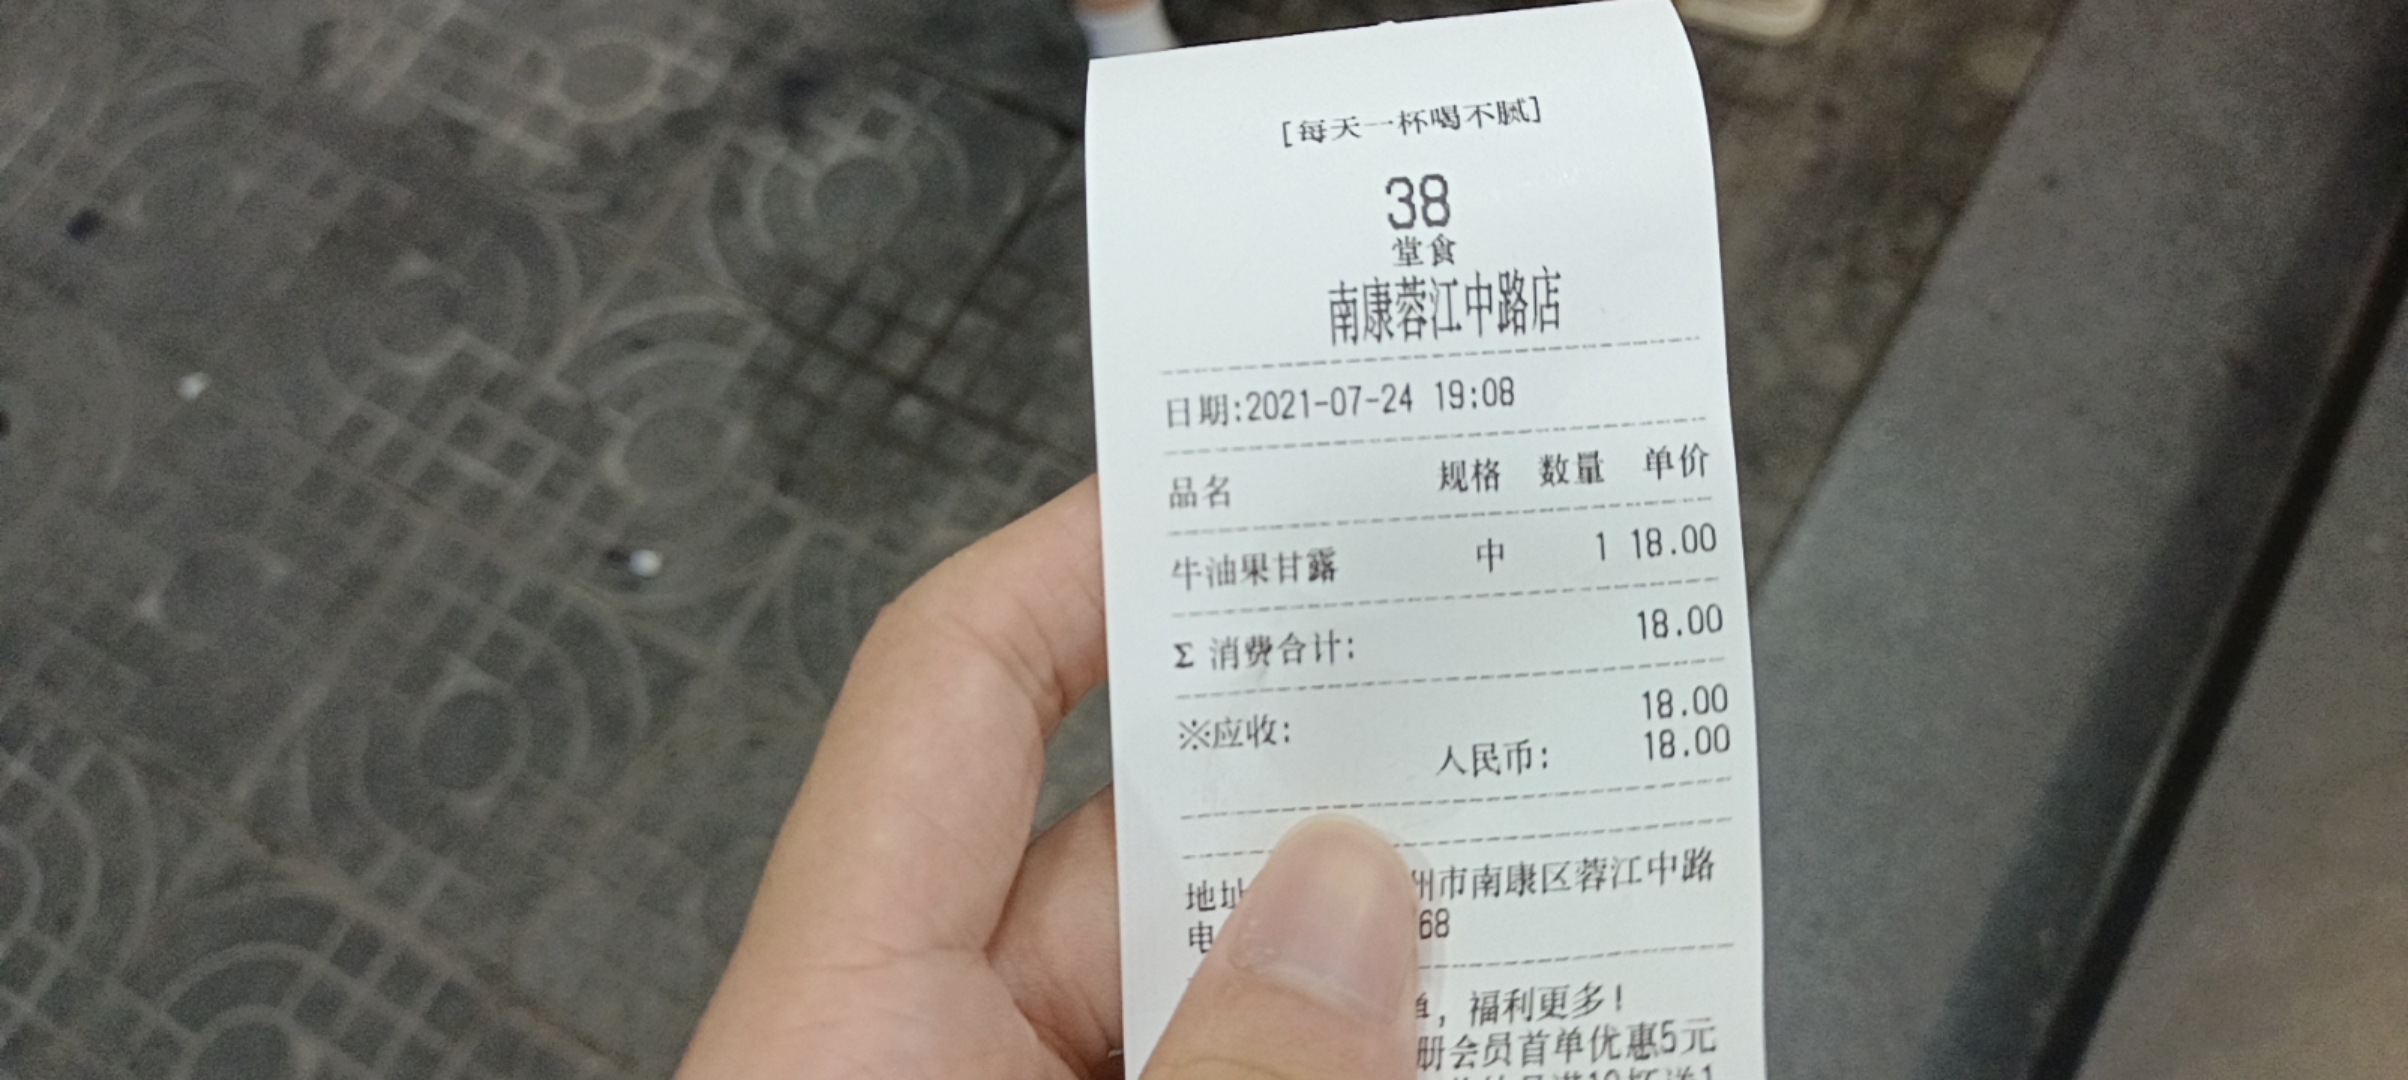 [每天一杯喝不腻]
38
堂食
南康蓉江中路店
日期:2021-07-24 19:08
品名 规格 数量 单价
牛油果甘露 中 1 18.00
Σ 消费合计: 18.00
※应收: 18.00
人民币: 18.00
地址 州市南康区蓉江中路
电 68
，福利更多!
册会员首单优惠5元